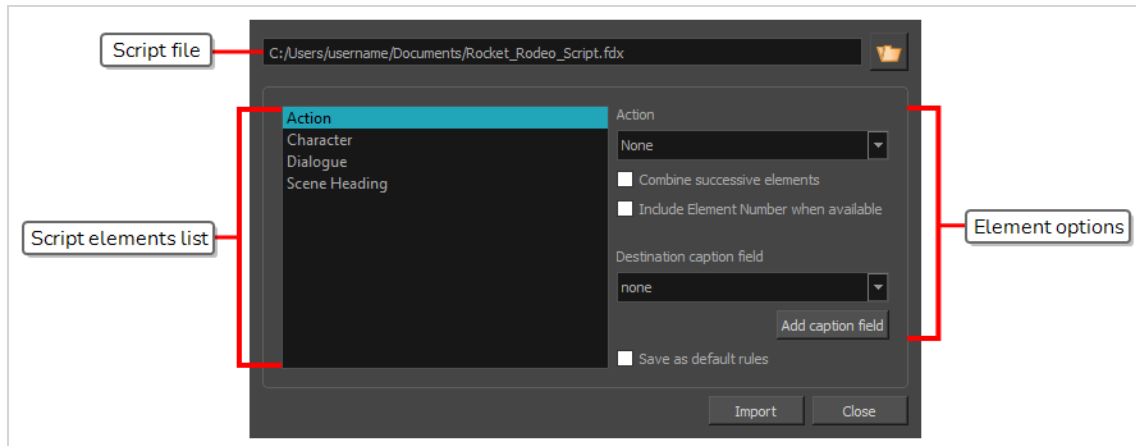 Script file
C:/Users/username/Documents/Rocket_Rodeo_Script.fdx
Script elements list
Action
Character
Dialogue
Scene Heading
Action
None
Combine successive elements
Include Element Number when available
Destination caption field
none
Add caption field
Save as default rules
Element options
Import
Close